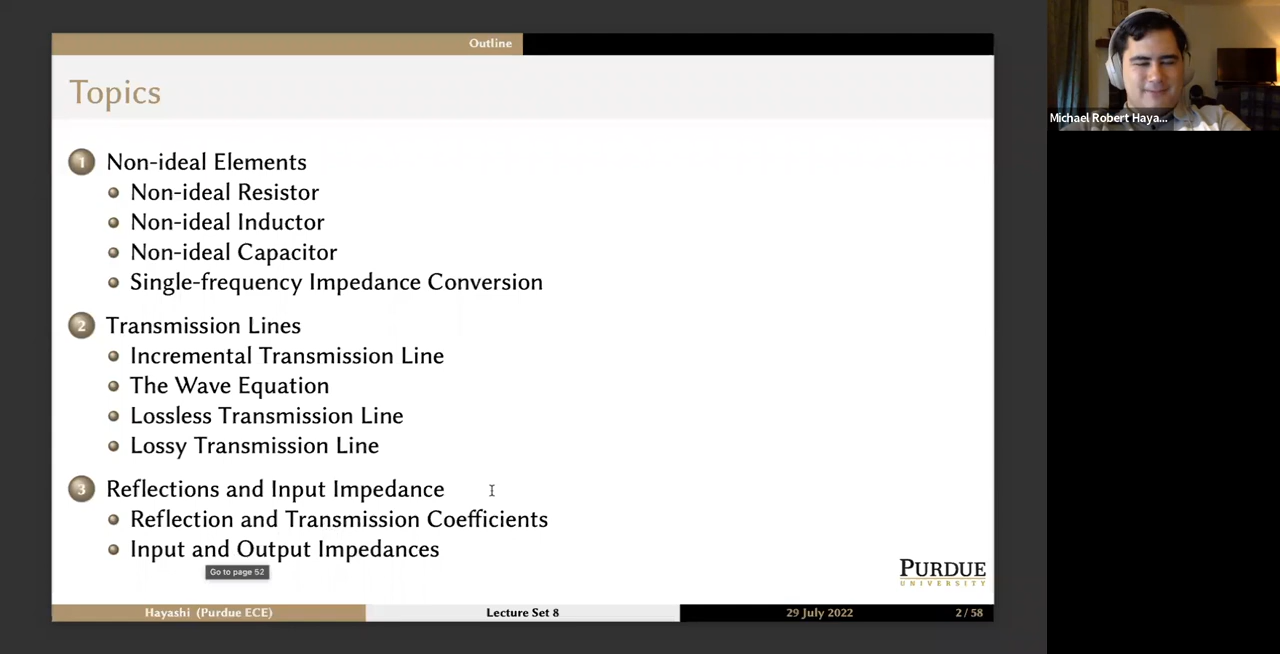 Outline
Topics
1 Non-ideal Elements
Non-ideal Resistor
Non-ideal Inductor
Non-ideal Capacitor
Single-frequency Impedance Conversion
2 Transmission Lines
Incremental Transmission Line
The Wave Equation
Lossless Transmission Line
Lossy Transmission Line
3 Reflections and Input Impedance
Reflection and Transmission Coefficients
Input and Output Impedances
Go to page 52
PURDUE
UNIVERSITY
Hayashi (Purdue ECE) Lecture Set 8 29 July 2022 2 / 58
Michael Robert Haya...